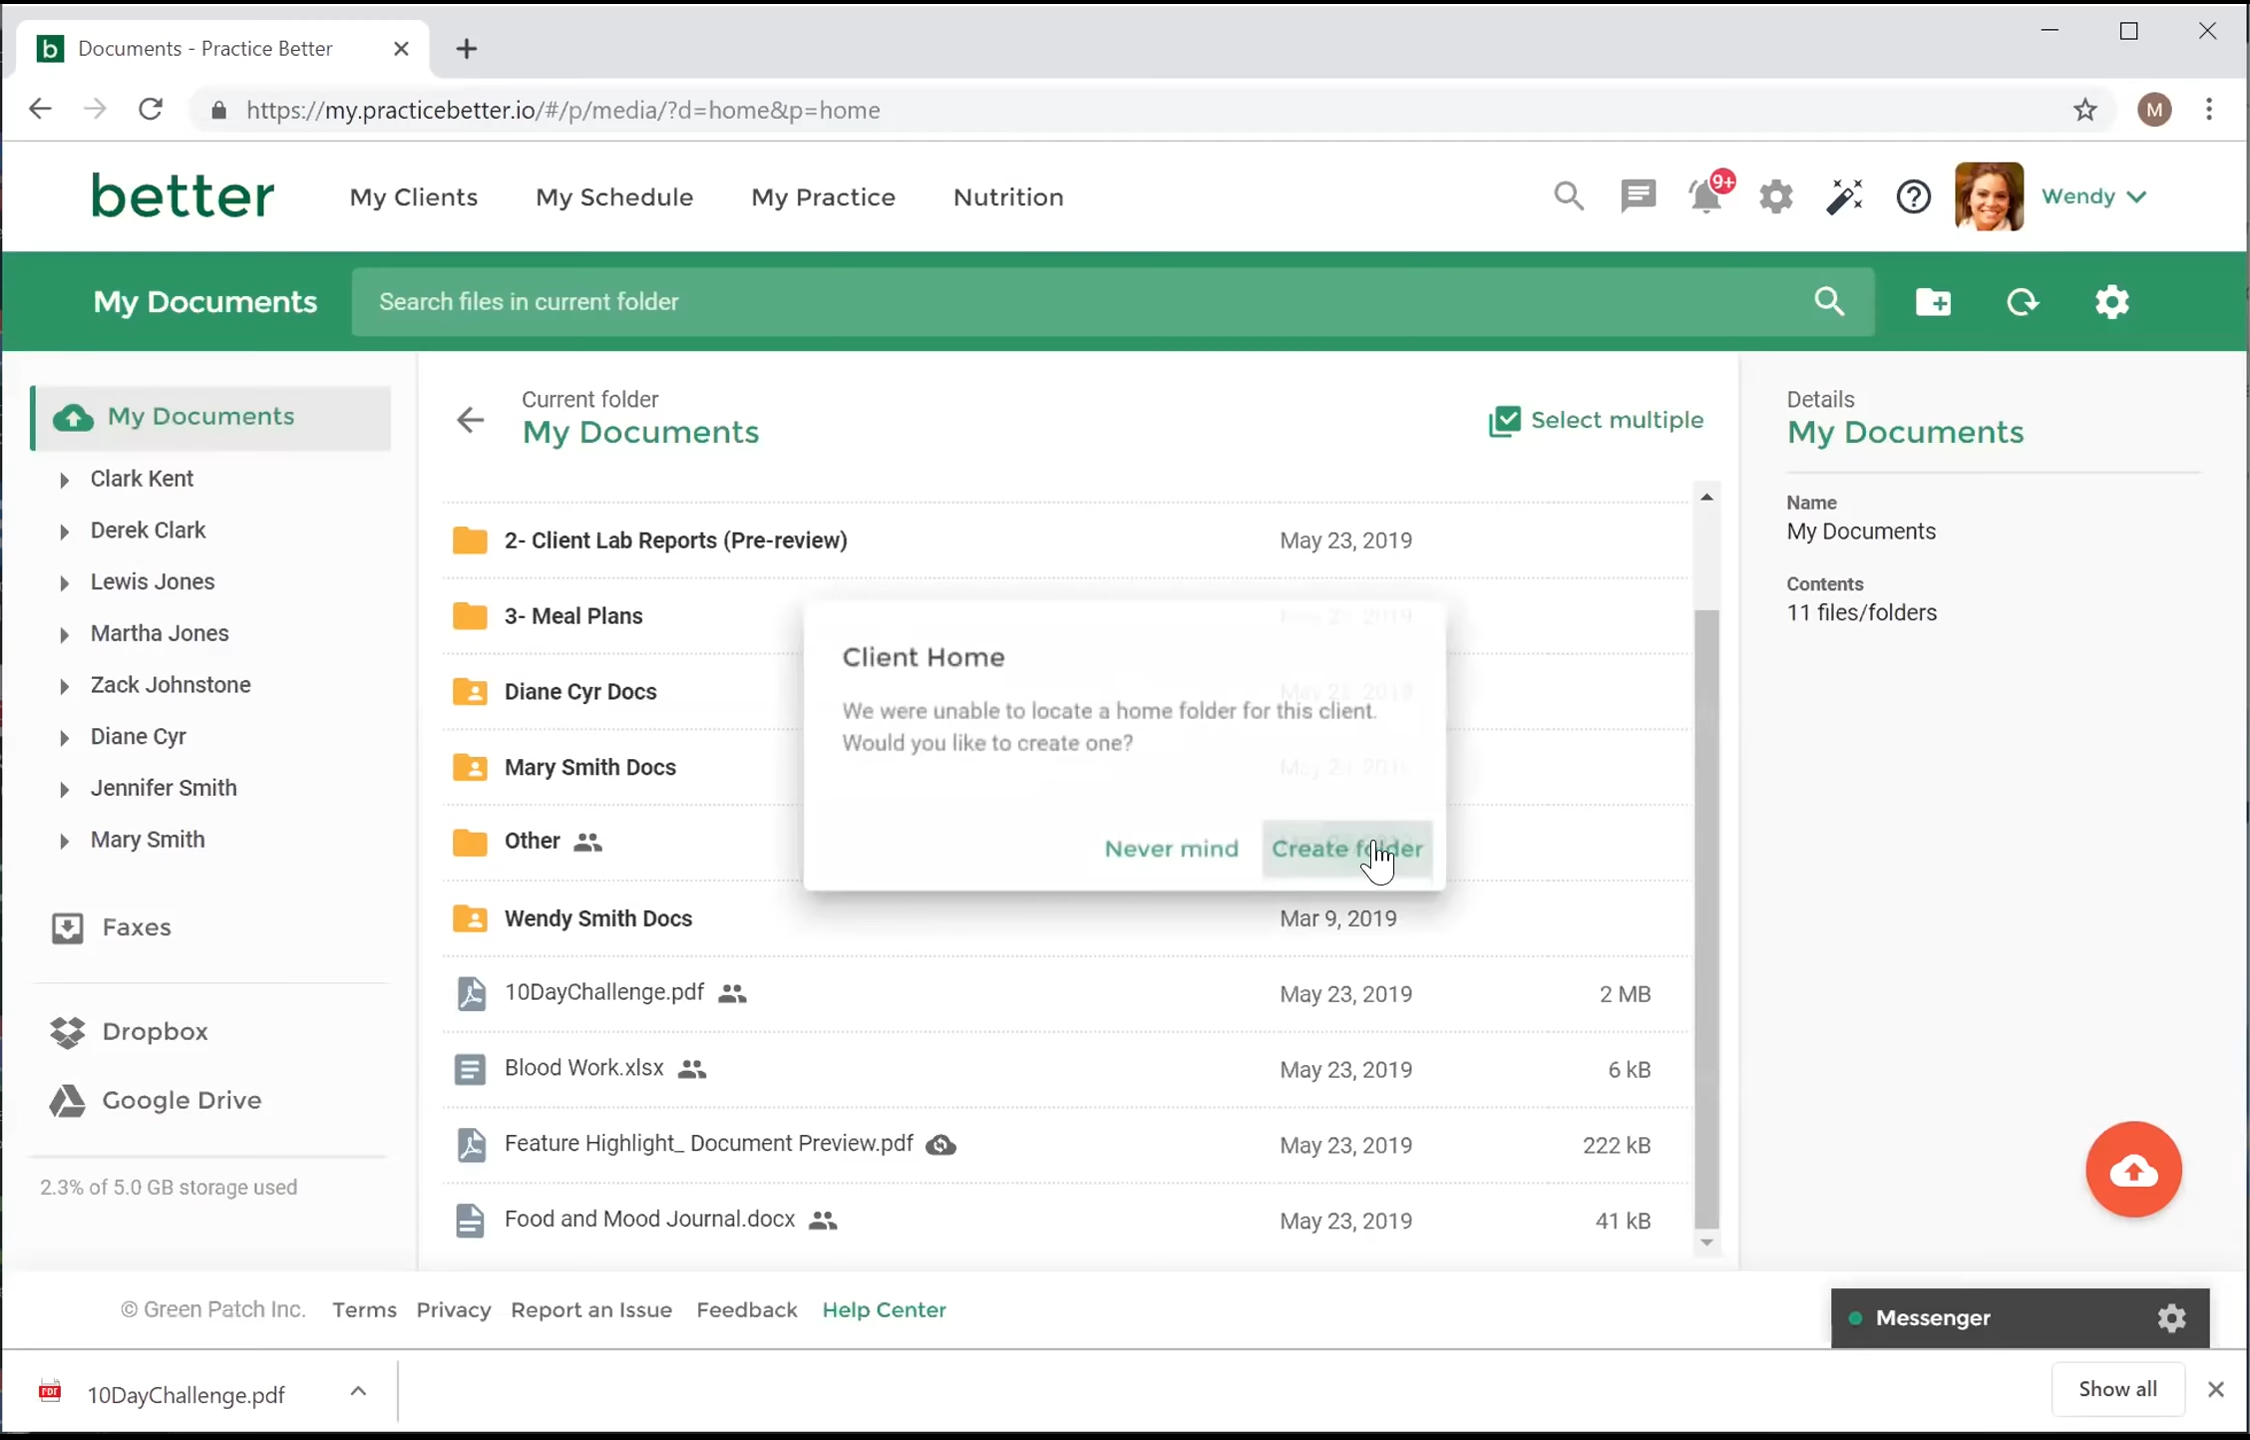 Documents - Practice Better
https://my.practicebetter.io/#/p/media/?d=home&p=home
M
better
My Clients
My Schedule
My Practice
Nutrition
9+
Wendy
My Documents
Search files in current folder
My Documents
Clark Kent
Derek Clark
Lewis Jones
Martha Jones
Zack Johnstone
Diane Cyr
Jennifer Smith
Mary Smith
Faxes
Dropbox
Google Drive
2.3% of 5.0 GB storage used
Current folder
My Documents
Select multiple
2- Client Lab Reports (Pre-review) May 23, 2019
3- Meal Plans
Diane Cyr Docs
Mary Smith Docs
Other
Wendy Smith Docs Mar 9, 2019
10DayChallenge.pdf May 23, 2019 2 MB
Blood Work.xlsx May 23, 2019 6 kB
Feature Highlight_ Document Preview.pdf May 23, 2019 222 kB
Food and Mood Journal.docx May 23, 2019 41 kB
Client Home
We were unable to locate a home folder for this client.
Would you like to create one?
Never mind
Create folder
Details
My Documents
Name
My Documents
Contents
11 files/folders
© Green Patch Inc. Terms Privacy Report an Issue Feedback Help Center
Messenger
PDF
10DayChallenge.pdf
Show all